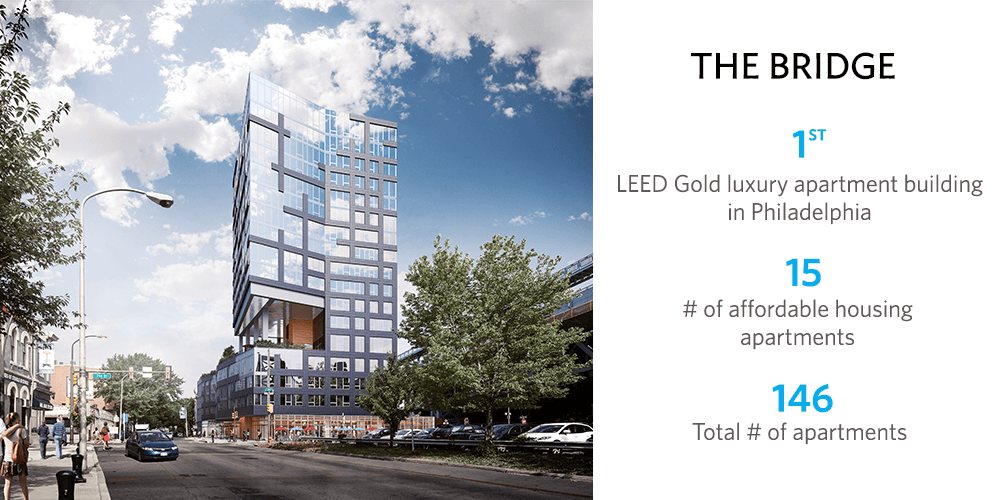 THE BRIDGE
1ST
LEED Gold luxury apartment building
in Philadelphia
15
# of affordable housing
apartments
146
Total # of apartments